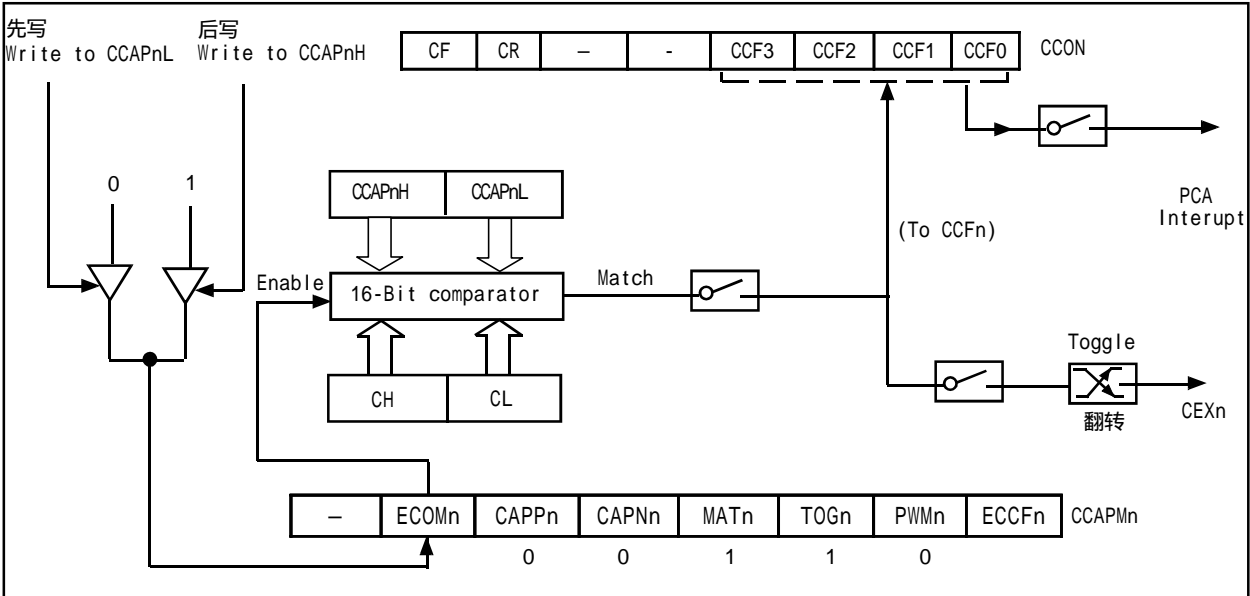 先写
Write to CCAPnL
后写
Write to CCAPnH
CF CR – - CCF3 CCF2 CCF1 CCF0 CCON
0 1
CCAPnH CCAPnL
PCA
Interupt
(To CCFn)
Enable
16-Bit comparator
Match
Toggle
CH CL
翻转
CEXn
– ECOMn CAPPn CAPNn MATn TOGn PWMn ECCFn CCAPMn
0 0 1 1 0